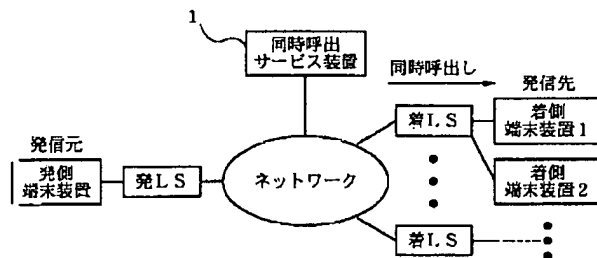 1
同時呼出
サービス装置
同時呼出し
発信先
着LS
着側
端末装置1
発信元
発側
端末装置
発LS
ネットワーク
着側
端末装置2
着LS